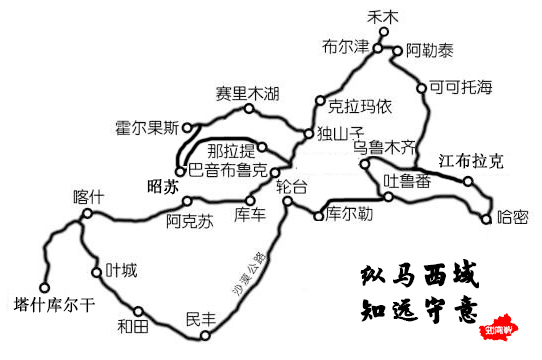 禾木
布尔津
阿勒泰
可可托海
赛里木湖
克拉玛依
霍尔果斯
独山子
那拉提
乌鲁木齐
巴音布鲁克
江布拉克
昭苏
轮台
吐鲁番
喀什
阿克苏
库车
库尔勒
哈密
沙漠公路
叶城
塔什库尔干
和田
民丰
纵马西域
知远守意